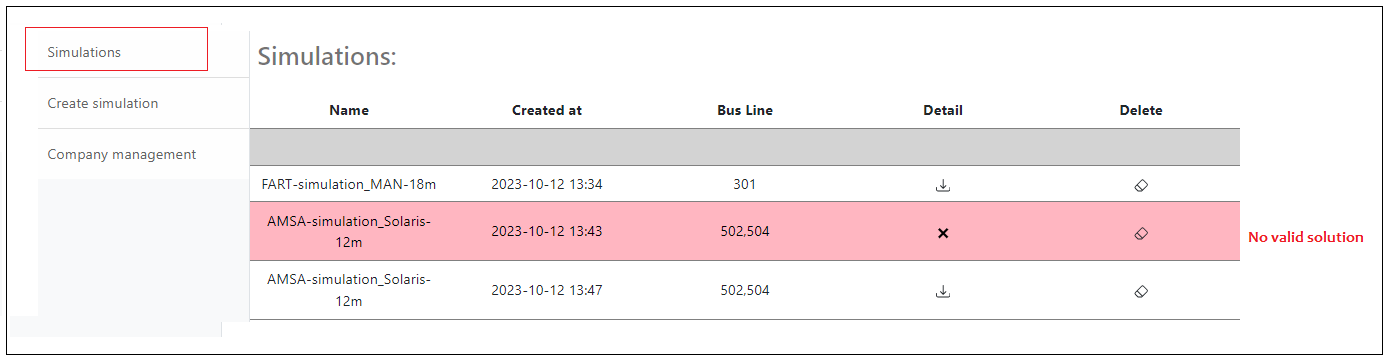 Simulations
Create simulation
Company management
Simulations:
Name Created at Bus Line Detail Delete
FART-simulation_MAN-18m 2023-10-12 13:34 301
AMSA-simulation_Solaris-
12m 2023-10-12 13:43 502,504
No valid solution
AMSA-simulation_Solaris-
12m 2023-10-12 13:47 502,504